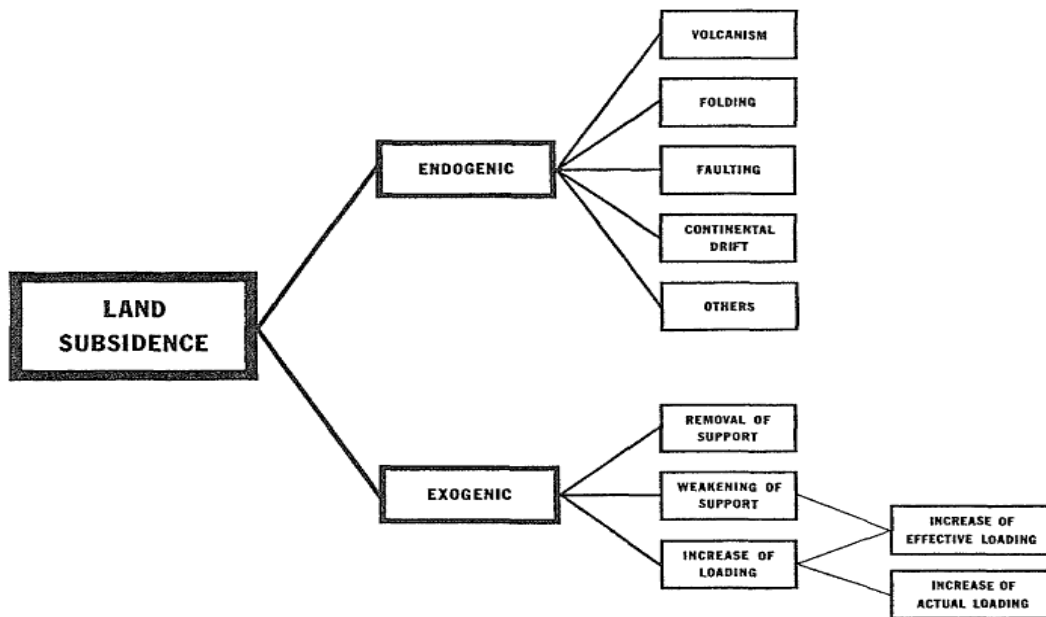 LAND
SUBSIDENCE
ENDOGENIC
VOLCANISM
FOLDING
FAULTING
CONTINENTAL
DRIFT
OTHERS
EXOGENIC
REMOVAL OF
SUPPORT
WEAKENING OF
SUPPORT
INCREASE OF
LOADING
INCREASE OF
EFFECTIVE LOADING
INCREASE OF
ACTUAL LOADING